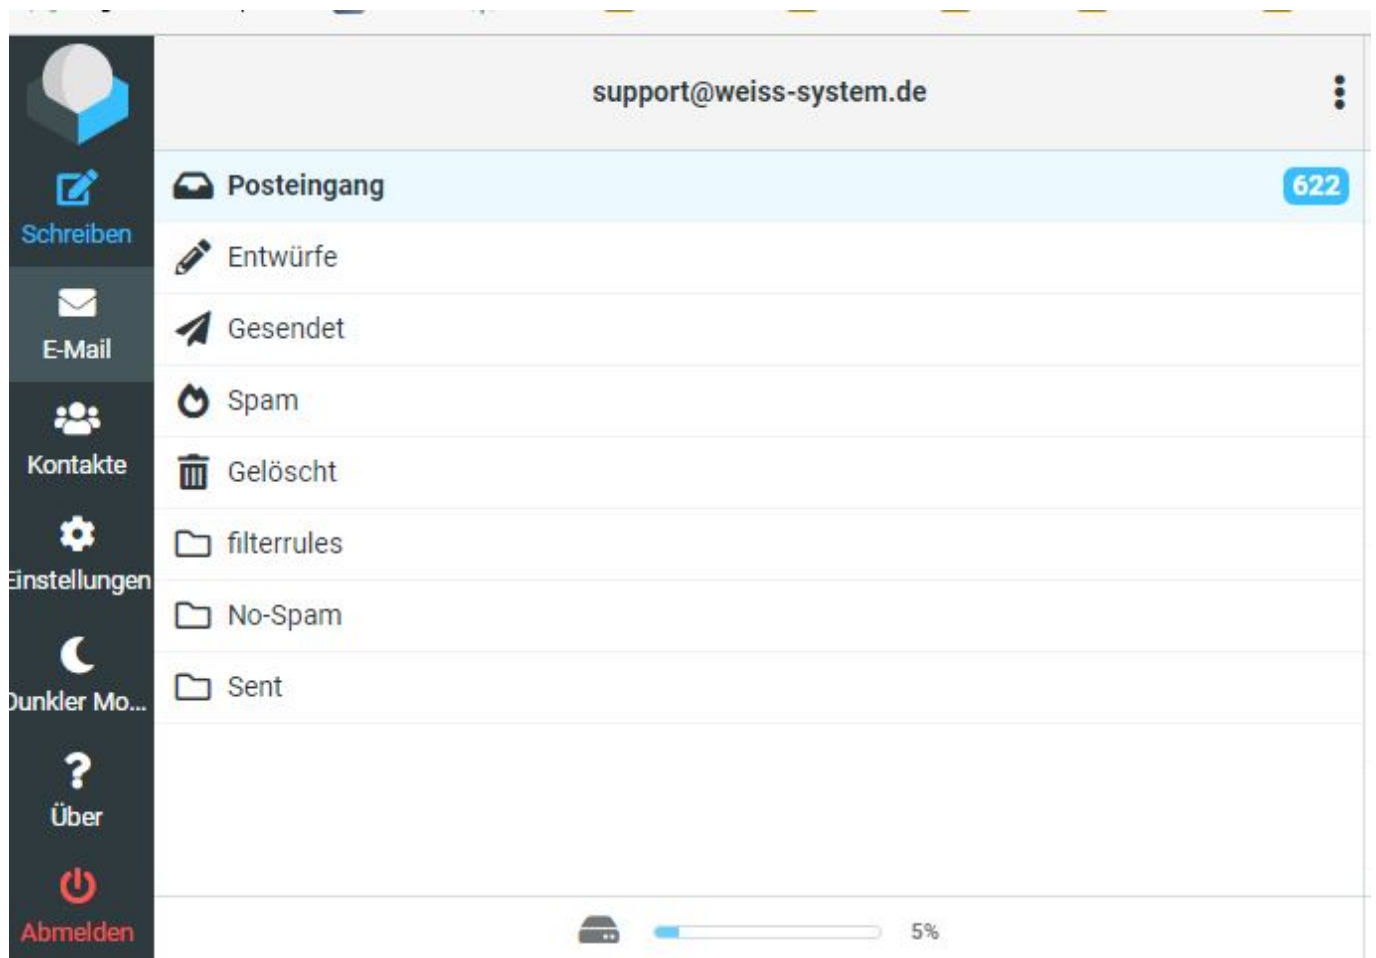 support@weiss-system.de
Schreiben
E-Mail
Kontakte
Einstellungen
Dunkler Mo...
Über
Abmelden
Posteingang 622
Entwürfe
Gesendet
Spam
Gelöscht
filterrules
No-Spam
Sent
5%